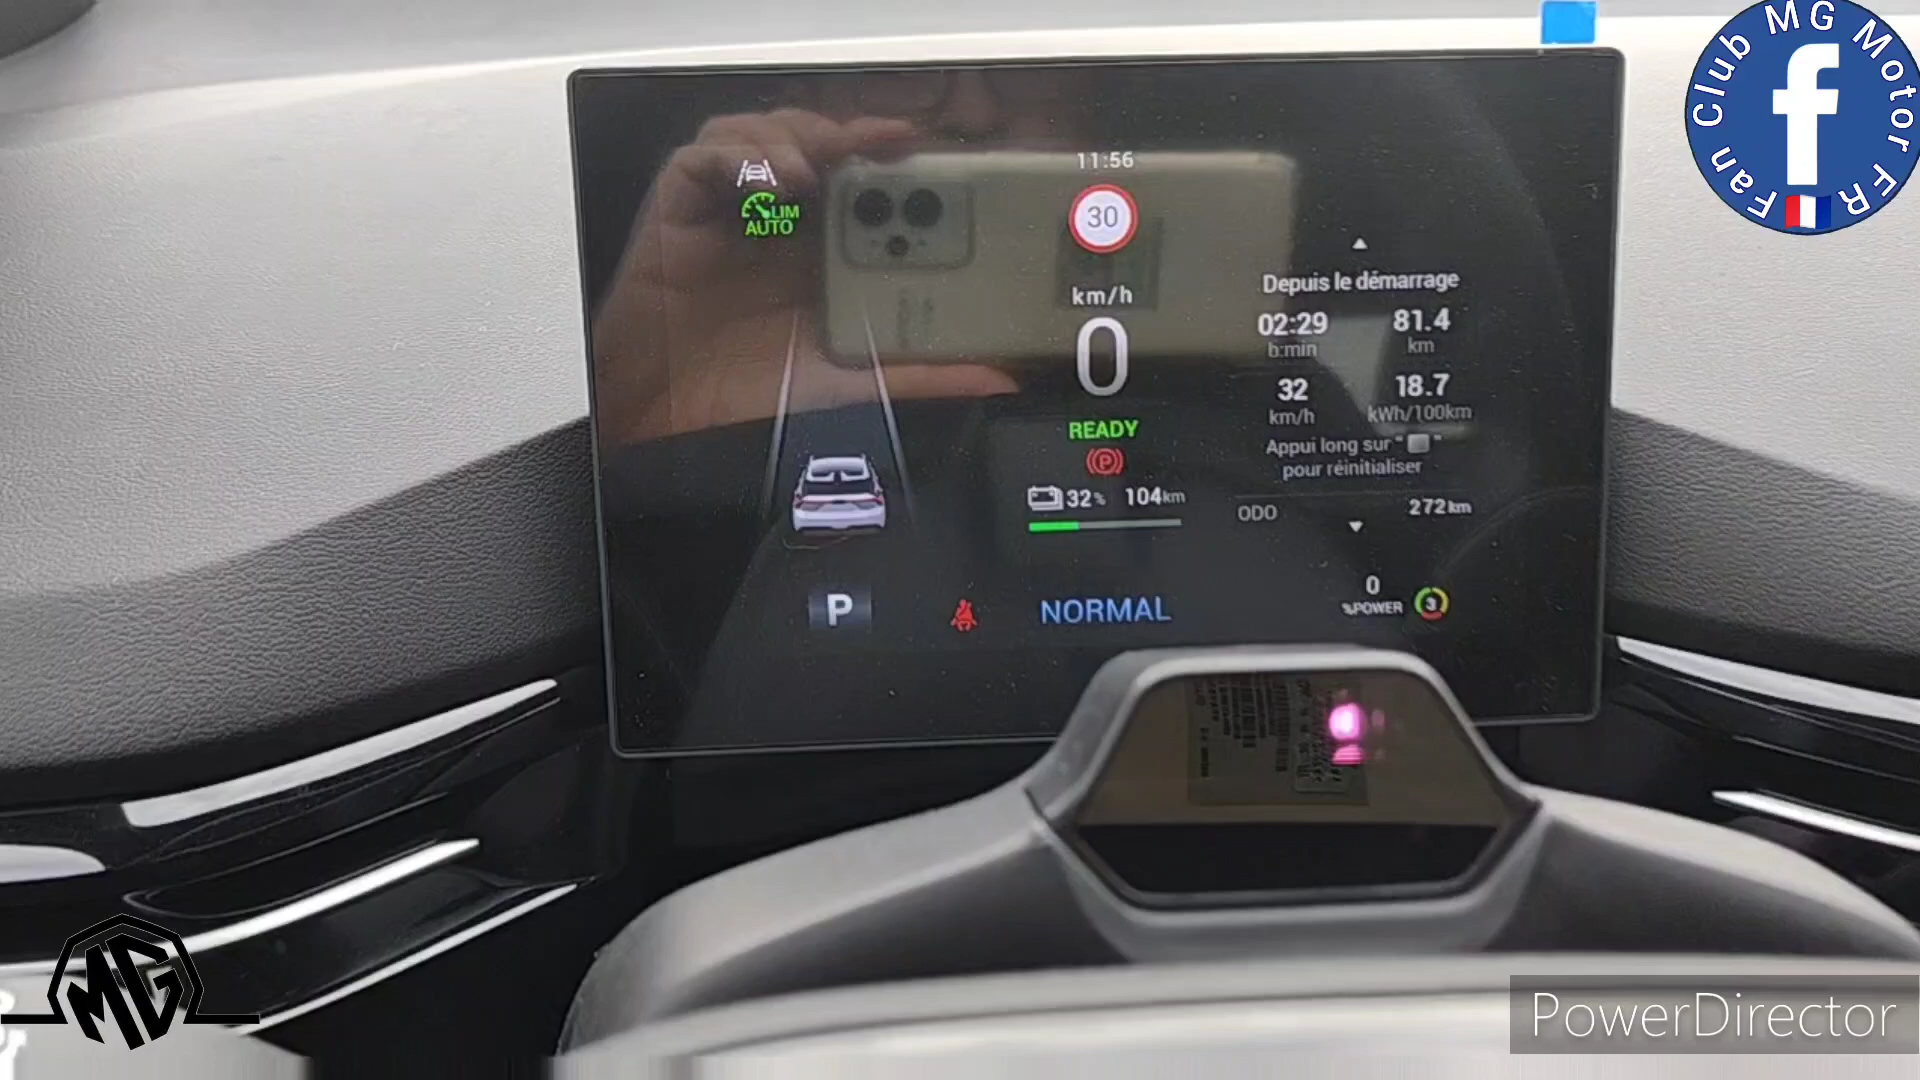 Fan Club MG Motor FR
11:56
LIM
AUTO
30
km/h
0
READY
P
32% 104km
Depuis le démarrage
02:29 81.4
h:min km
32 18.7
km/h kWh/100km
Appui long sur " "
pour réinitialiser
ODO 272km
P
NORMAL
0
%POWER
3
MG
PowerDirector